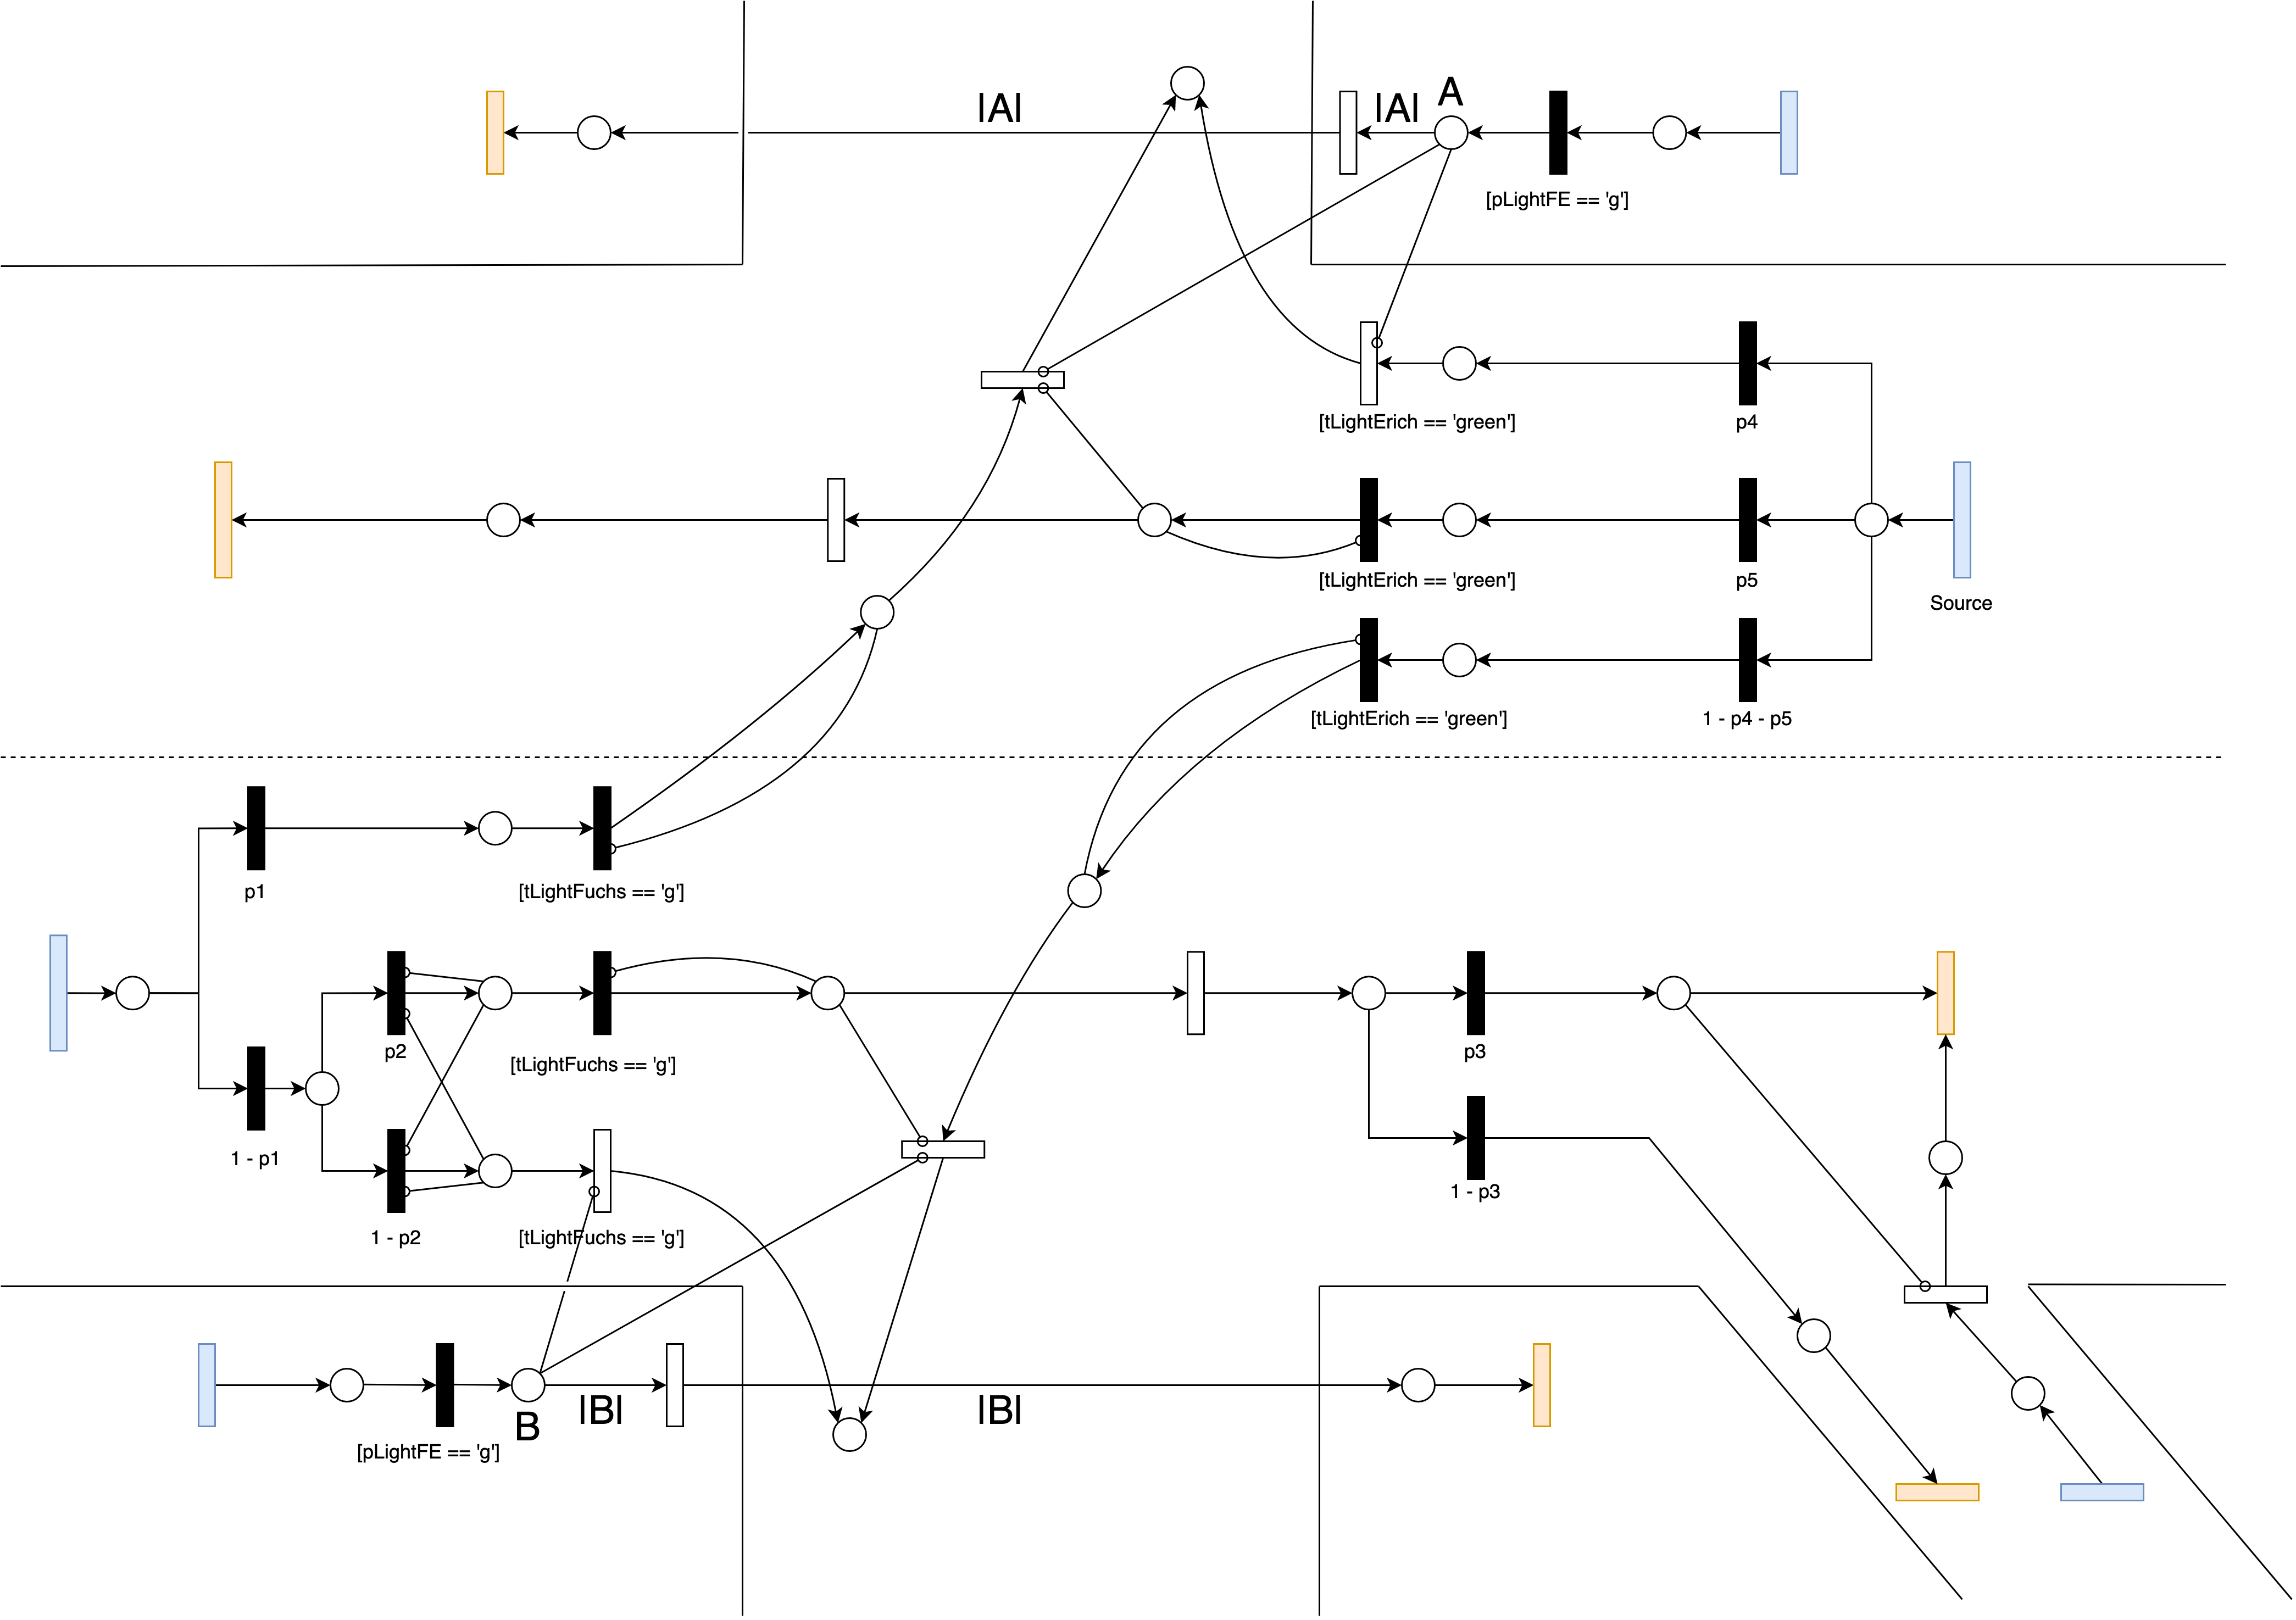 |A|
|A|
A
[pLightFE == 'g']
[tLightErich == 'green']
p4
[tLightErich == 'green']
p5
Source
[tLightErich == 'green']
1 - p4 - p5
p1
[tLightFuchs == 'g']
p2
[tLightFuchs == 'g']
p3
1 - p1
1 - p3
1 - p2
[tLightFuchs == 'g']
B
|B|
|B|
[pLightFE == 'g']